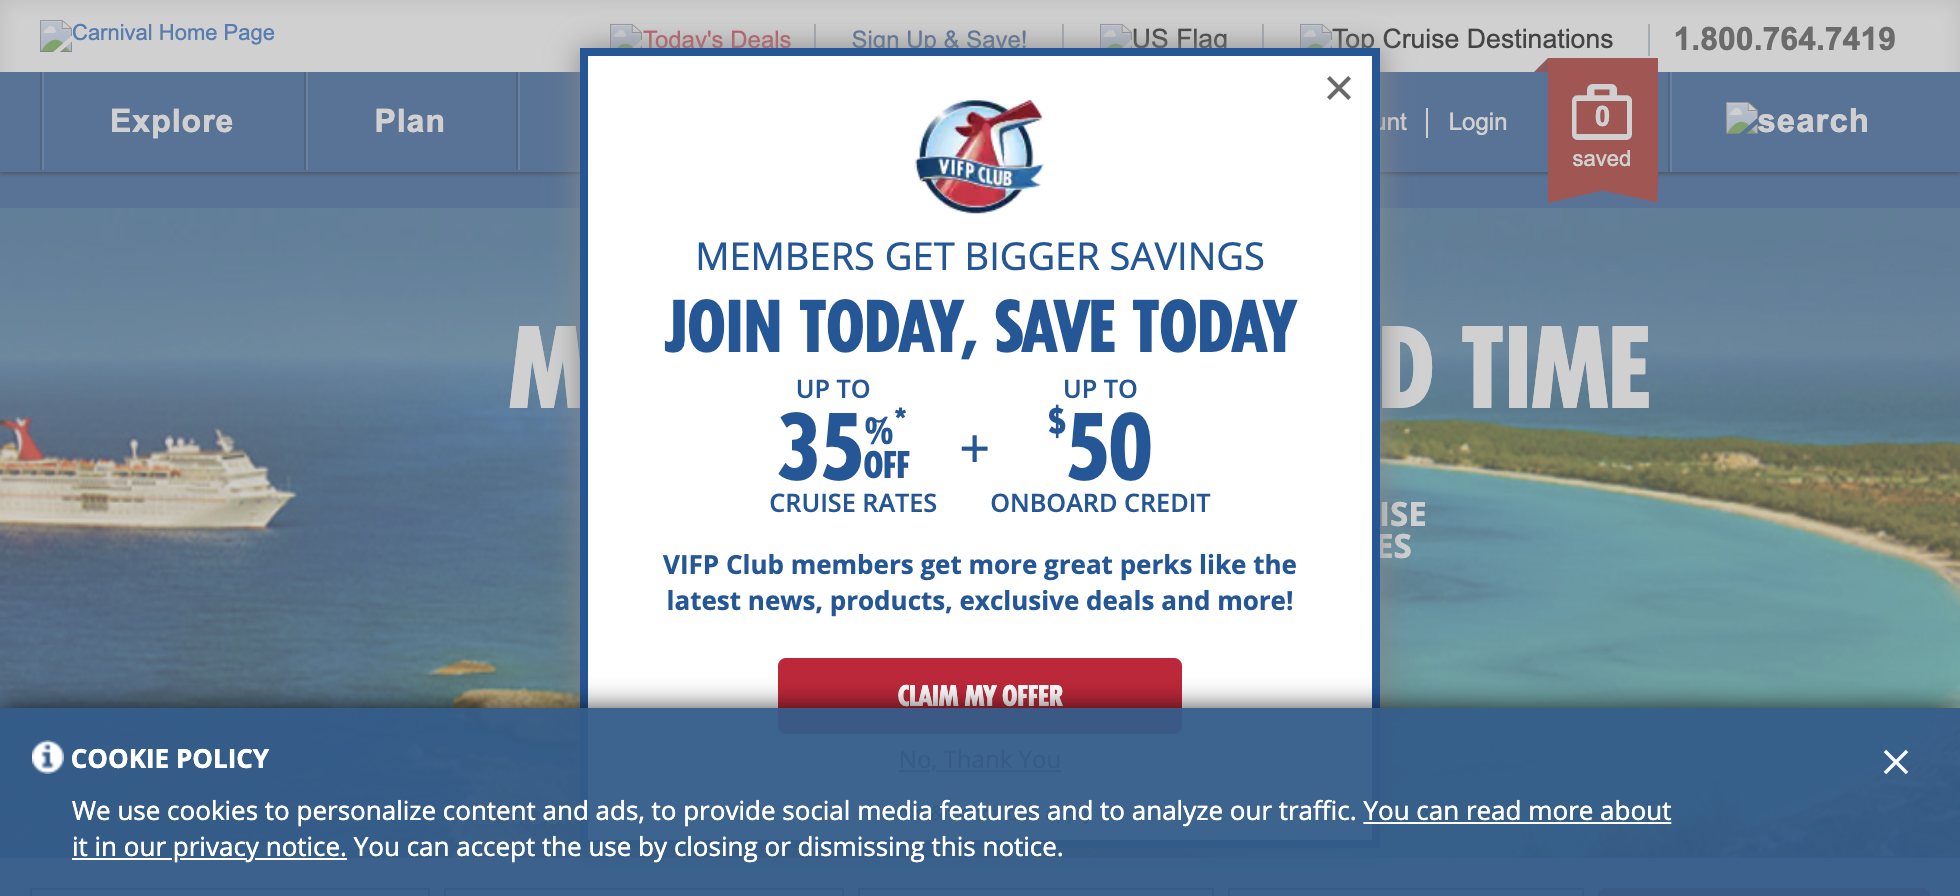 Carnival Home Page
Today's Deals
Sign Up & Save!
US Flag
Top Cruise Destinations
1.800.764.7419
Explore
Plan
Login
0
saved
search
VIFP CLUB
MEMBERS GET BIGGER SAVINGS
JOIN TODAY, SAVE TODAY
UP TO
35%* OFF
CRUISE RATES
+
UP TO
$50
ONBOARD CREDIT
VIFP Club members get more great perks like the
latest news, products, exclusive deals and more!
CLAIM MY OFFER
No, Thank You
TIME
COOKIE POLICY
We use cookies to personalize content and ads, to provide social media features and to analyze our traffic. You can read more about
it in our privacy notice. You can accept the use by closing or dismissing this notice.